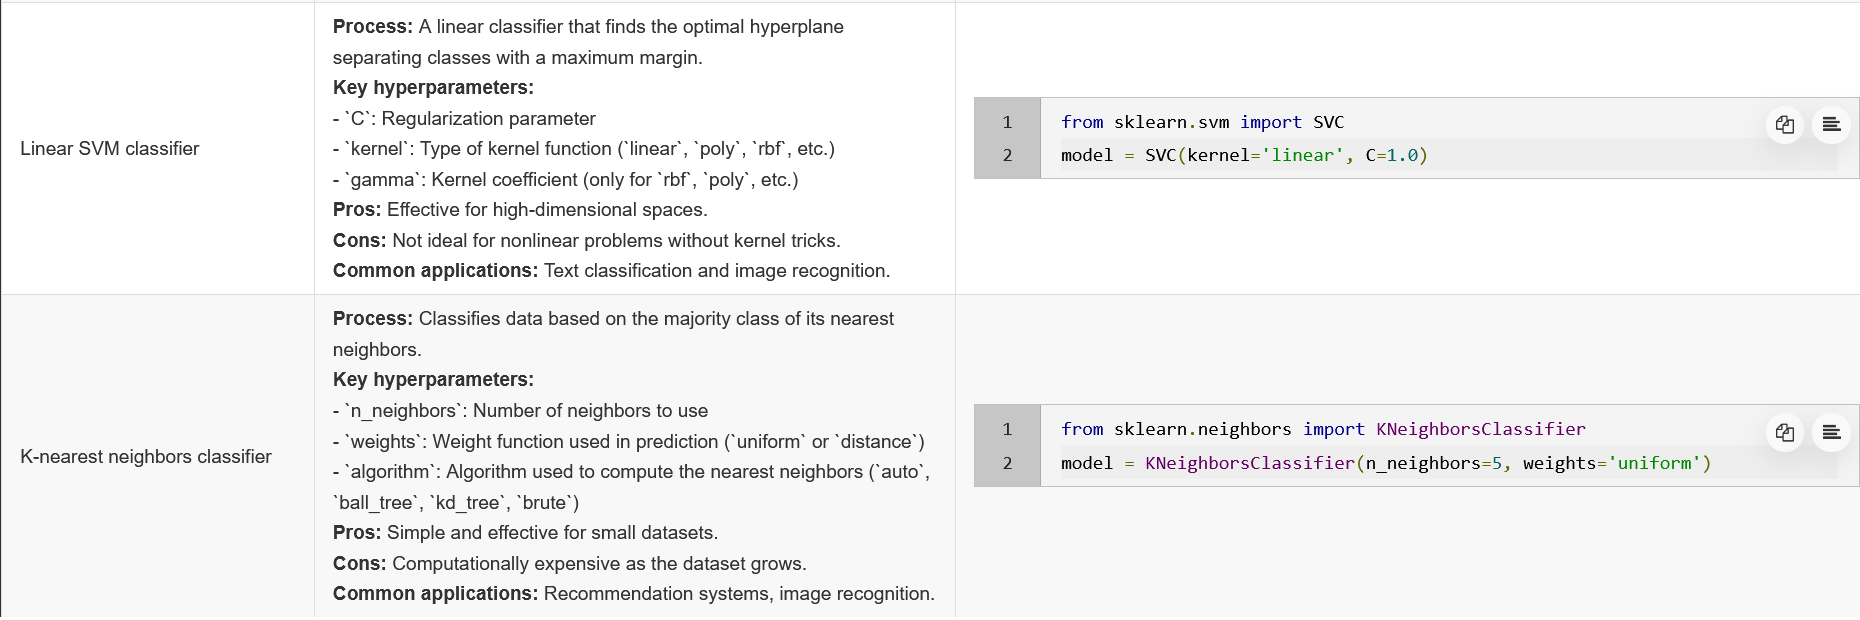 Linear SVM classifier
Process: A linear classifier that finds the optimal hyperplane
separating classes with a maximum margin.
Key hyperparameters:
- `C`: Regularization parameter
- `kernel`: Type of kernel function (`linear`, `poly`, `rbf`, etc.)
- `gamma`: Kernel coefficient (only for `rbf`, `poly`, etc.)
Pros: Effective for high-dimensional spaces.
Cons: Not ideal for nonlinear problems without kernel tricks.
Common applications: Text classification and image recognition.
1 from sklearn.svm import SVC
2 model = SVC(kernel='linear', C=1.0)
K-nearest neighbors classifier
Process: Classifies data based on the majority class of its nearest
neighbors.
Key hyperparameters:
- `n_neighbors`: Number of neighbors to use
- `weights`: Weight function used in prediction (`uniform` or `distance`)
- `algorithm`: Algorithm used to compute the nearest neighbors (`auto`,
`ball_tree`, `kd_tree`, `brute`)
Pros: Simple and effective for small datasets.
Cons: Computationally expensive as the dataset grows.
Common applications: Recommendation systems, image recognition.
1 from sklearn.neighbors import KNeighborsClassifier
2 model = KNeighborsClassifier(n_neighbors=5, weights='uniform')